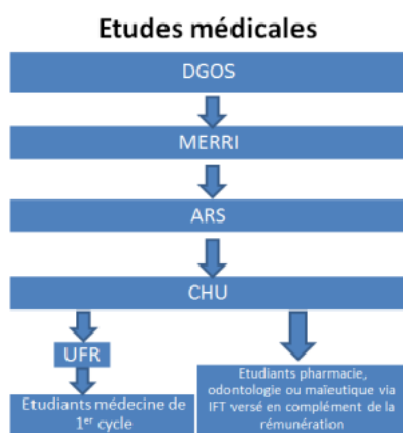 Etudes médicales
DGOS
MERRI
ARS
CHU
UFR
Etudiants médecine de
1er cycle
Etudiants pharmacie,
odontologie ou maïeutique via
IFT versé en complément de la
rémunération